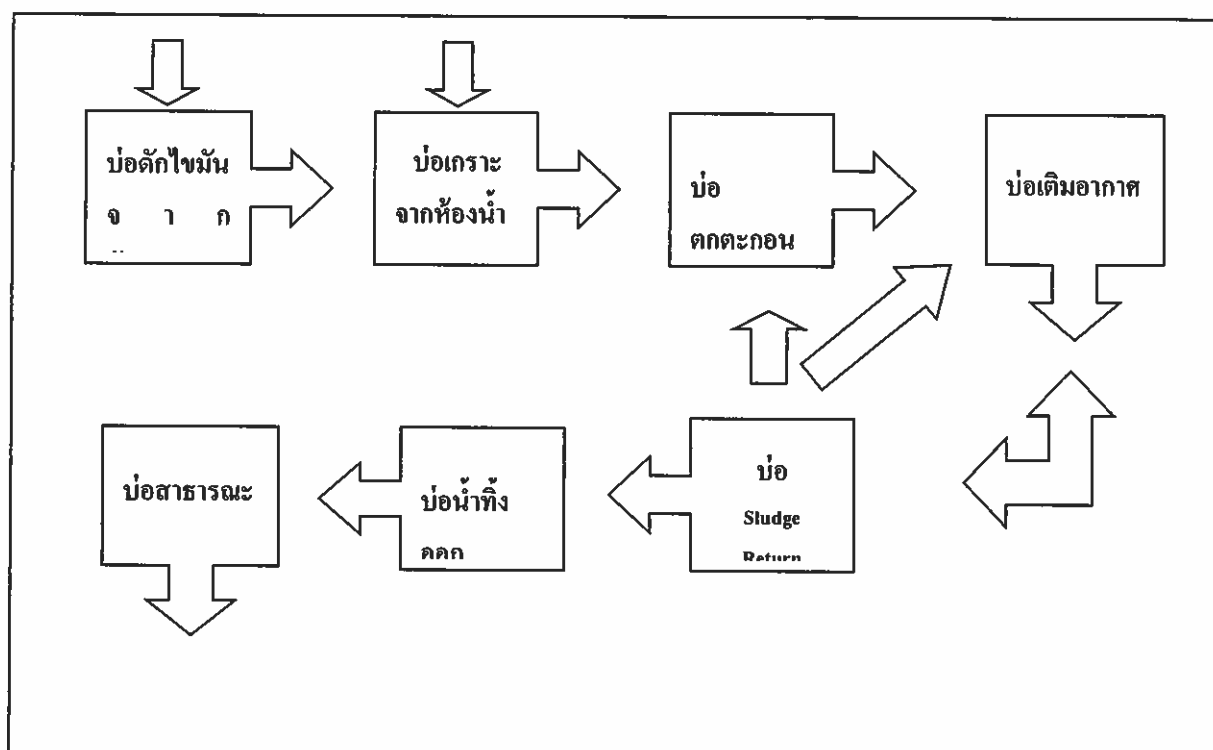 บ่อดักไขมัน
จ า ก
บ่อเกราะ
จากห้องน้ำ
บ่อ
ตกตะกอน
บ่อเติมอากาศ
บ่อสาธารณะ
บ่อน้ำทิ้ง
บ่อ
Sludge
Return